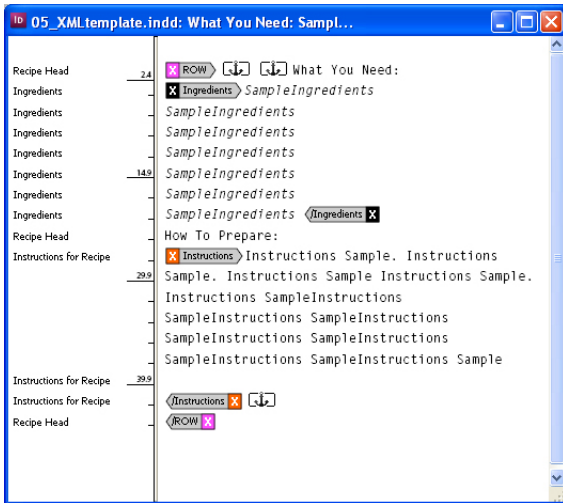 05_XMLtemplate.indd: What You Need: Sampl...
Recipe Head 2.4 ROW What You Need:
Ingredients Ingredients SampleIngredients
Ingredients SampleIngredients
Ingredients SampleIngredients
Ingredients SampleIngredients
Ingredients 14.9 SampleIngredients
Ingredients SampleIngredients
Ingredients SampleIngredients /Ingredients
Recipe Head How To Prepare:
Instructions for Recipe Instructions Instructions Sample. Instructions
29.9 Sample. Instructions Sample Instructions Sample.
Instructions SampleInstructions
SampleInstructions SampleInstructions
SampleInstructions SampleInstructions
SampleInstructions SampleInstructions Sample
Instructions for Recipe 39.9
Instructions for Recipe /Instructions
Recipe Head /ROW